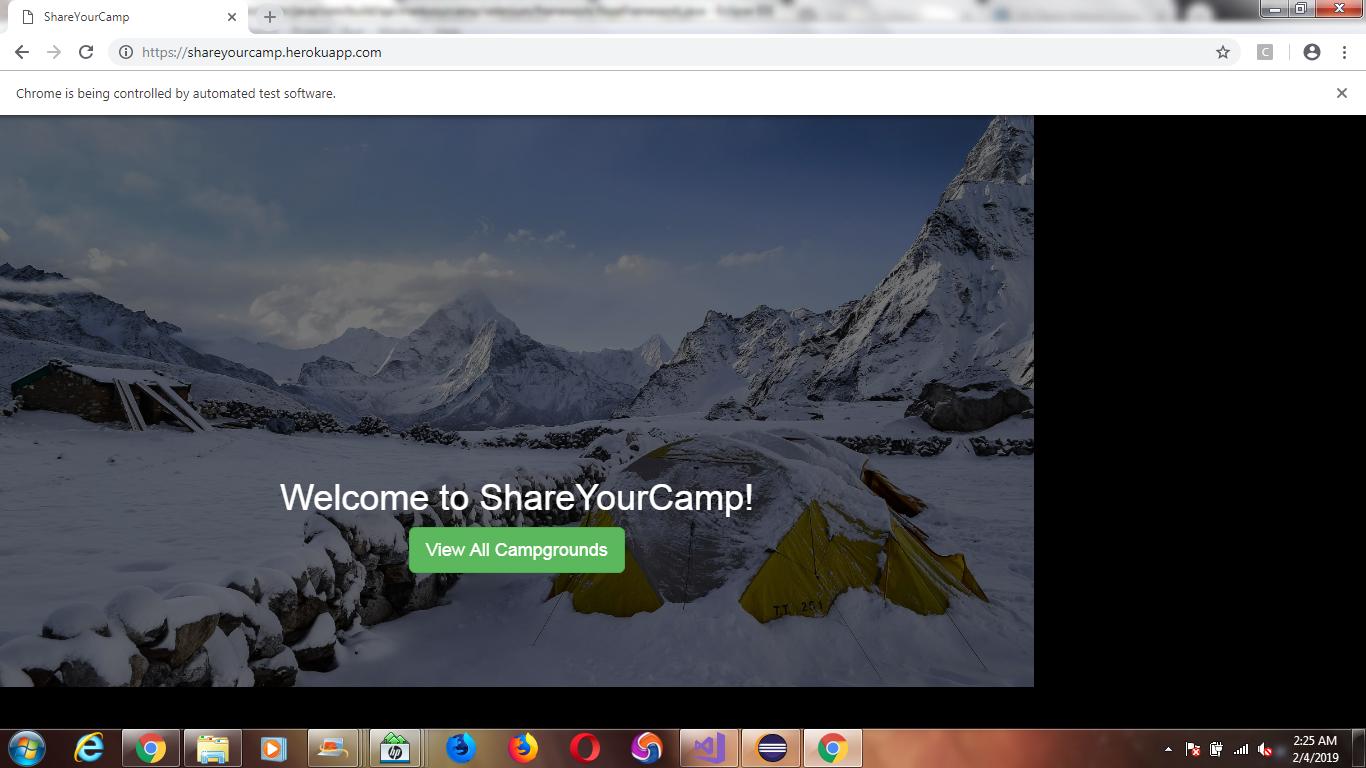 ShareYourCamp
https://shareyourcamp.herokuapp.com
C
Chrome is being controlled by automated test software.
Welcome to ShareYourCamp!
View All Campgrounds
hp
2:25 AM
2/4/2019